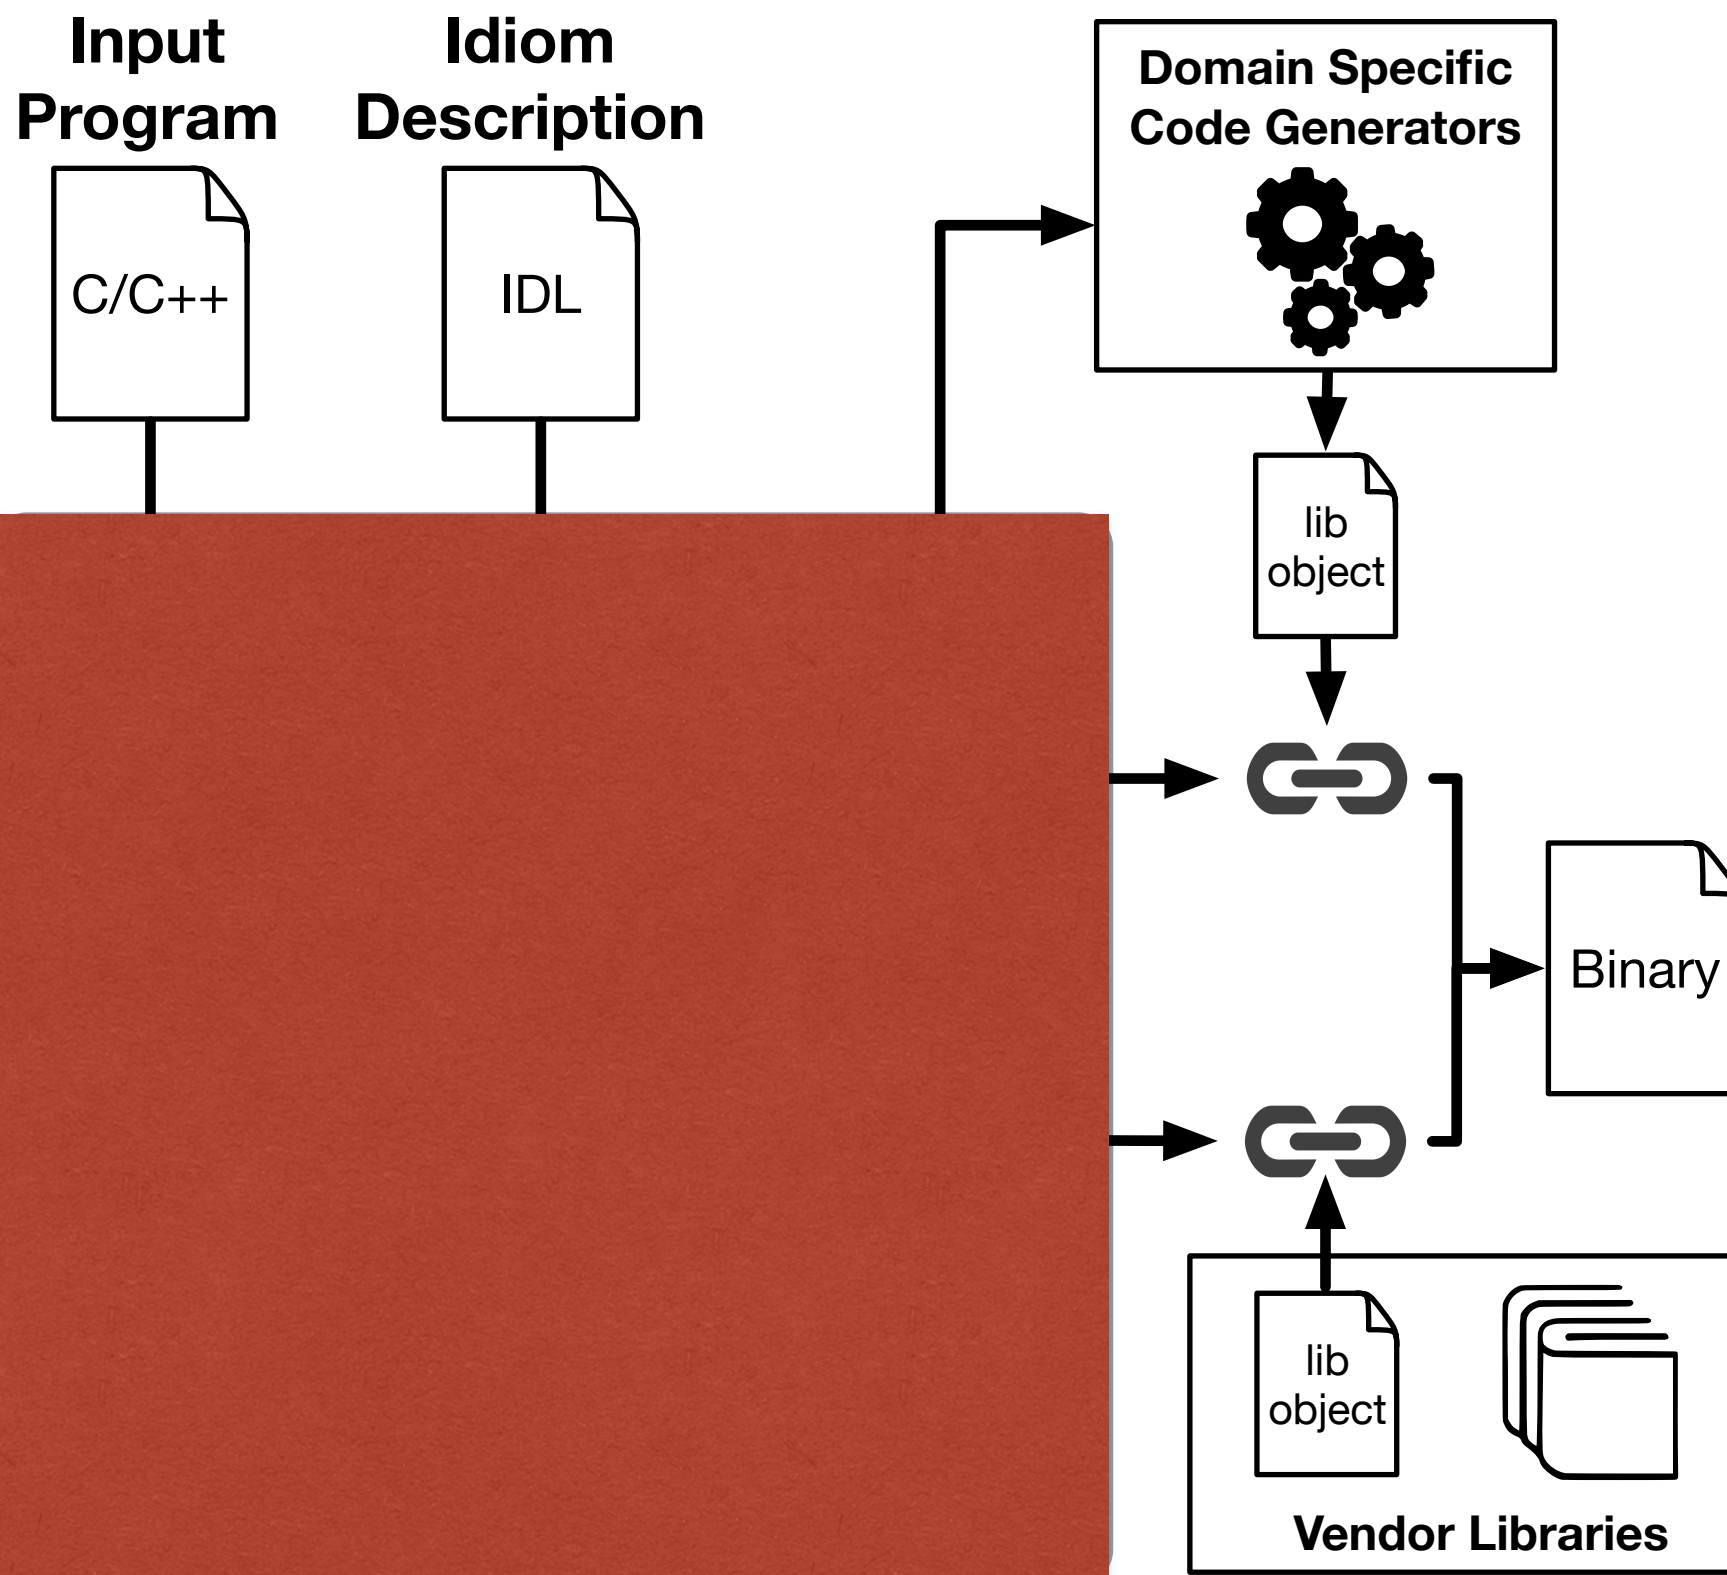 Input
Program
Idiom
Description
C/C++
IDL
Domain Specific
Code Generators
lib
object
Binary
lib
object
Vendor Libraries